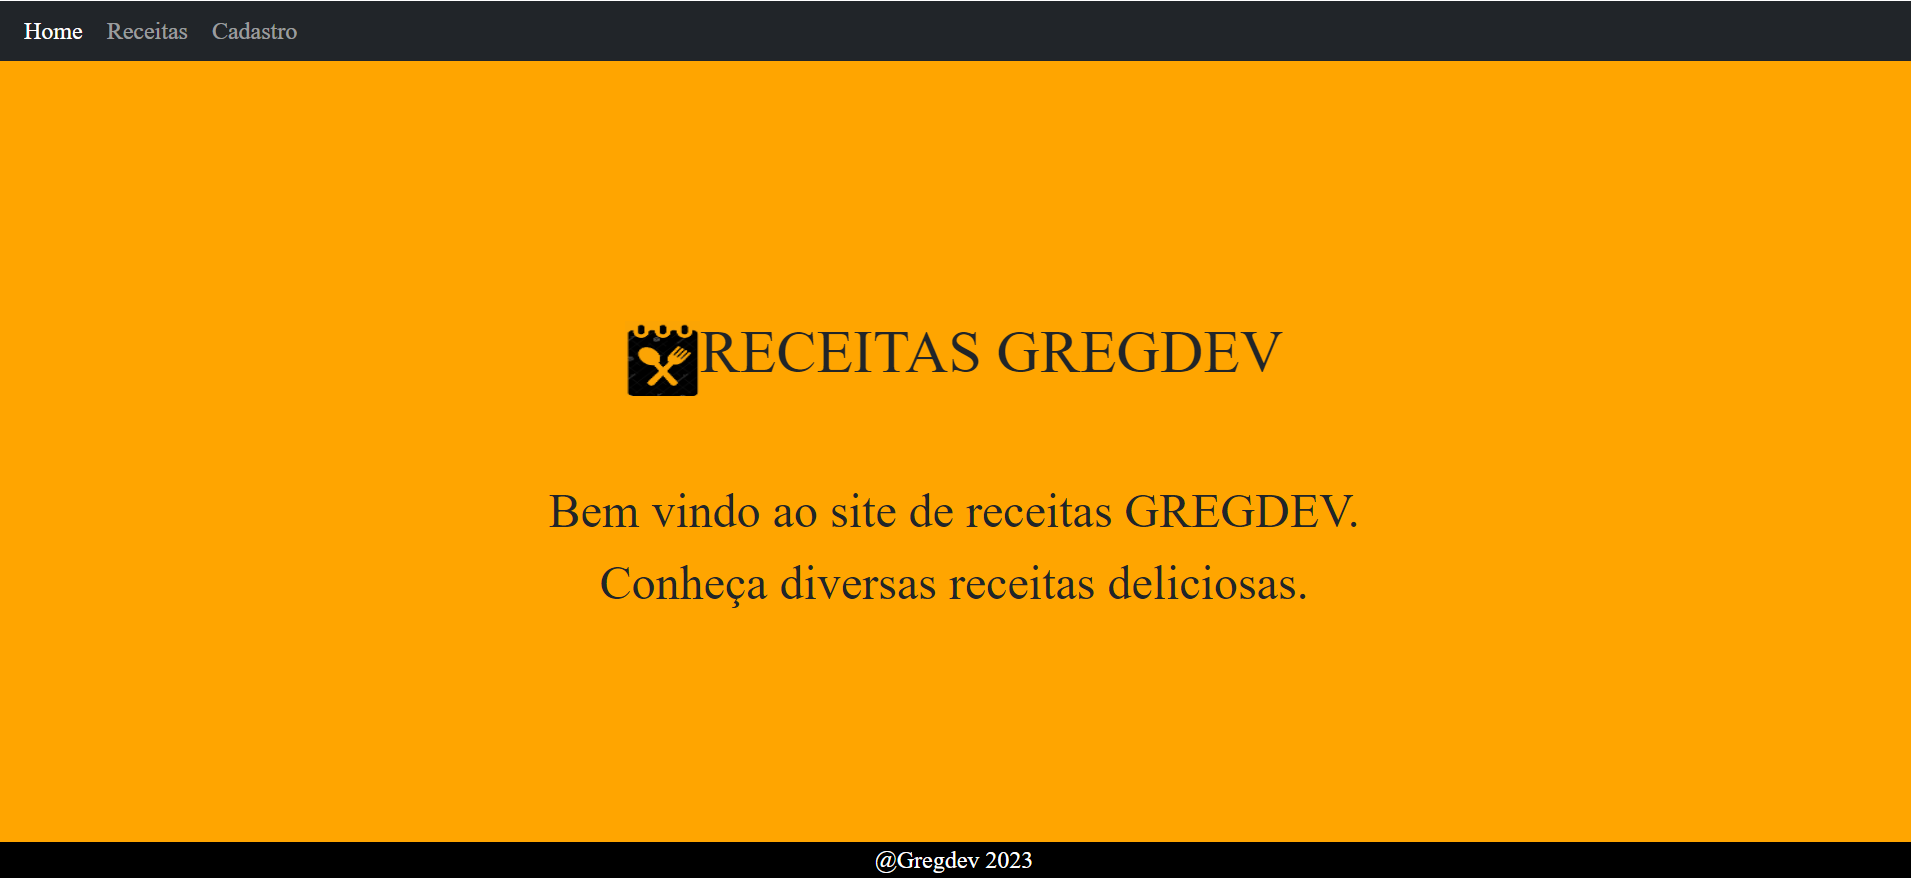 Home Receitas Cadastro
RECEITAS GREGDEV
Bem vindo ao site de receitas GREGDEV.
Conheça diversas receitas deliciosas.
@Gregdev 2023